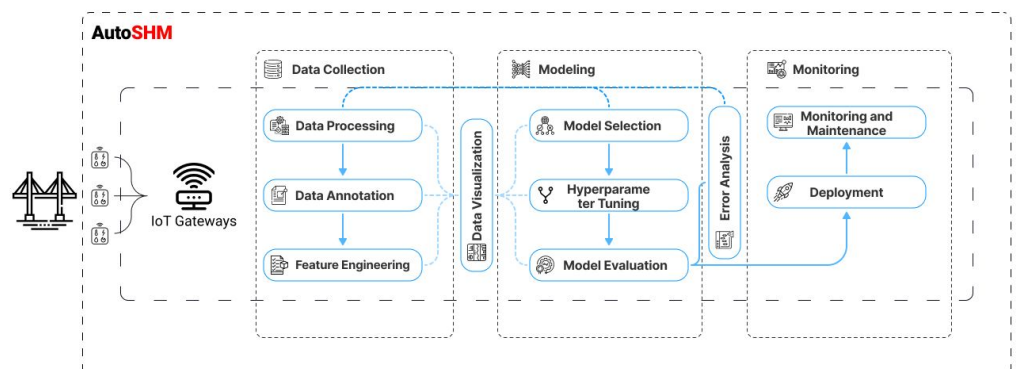 AutoSHM
Data Collection
Modeling
Monitoring
Data Processing
Data Annotation
Feature Engineering
Data Visualization
Model Selection
Hyperparame
ter Tuning
Model Evaluation
Error Analysis
Monitoring and
Maintenance
Deployment
IoT Gateways